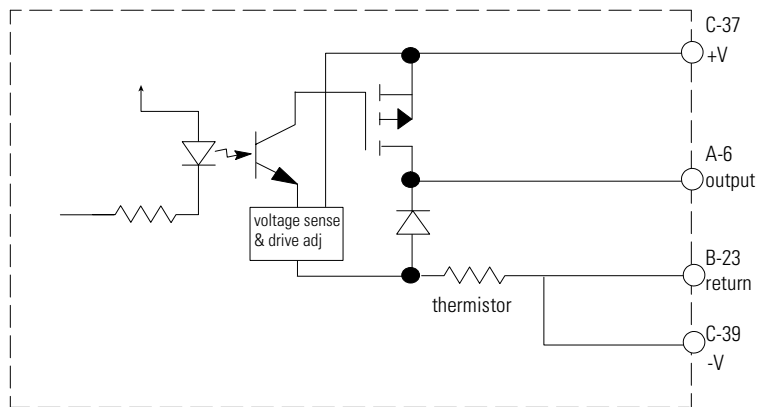 C-37
+V
A-6
output
voltage sense
& drive adj
B-23
return
thermistor
C-39
-V